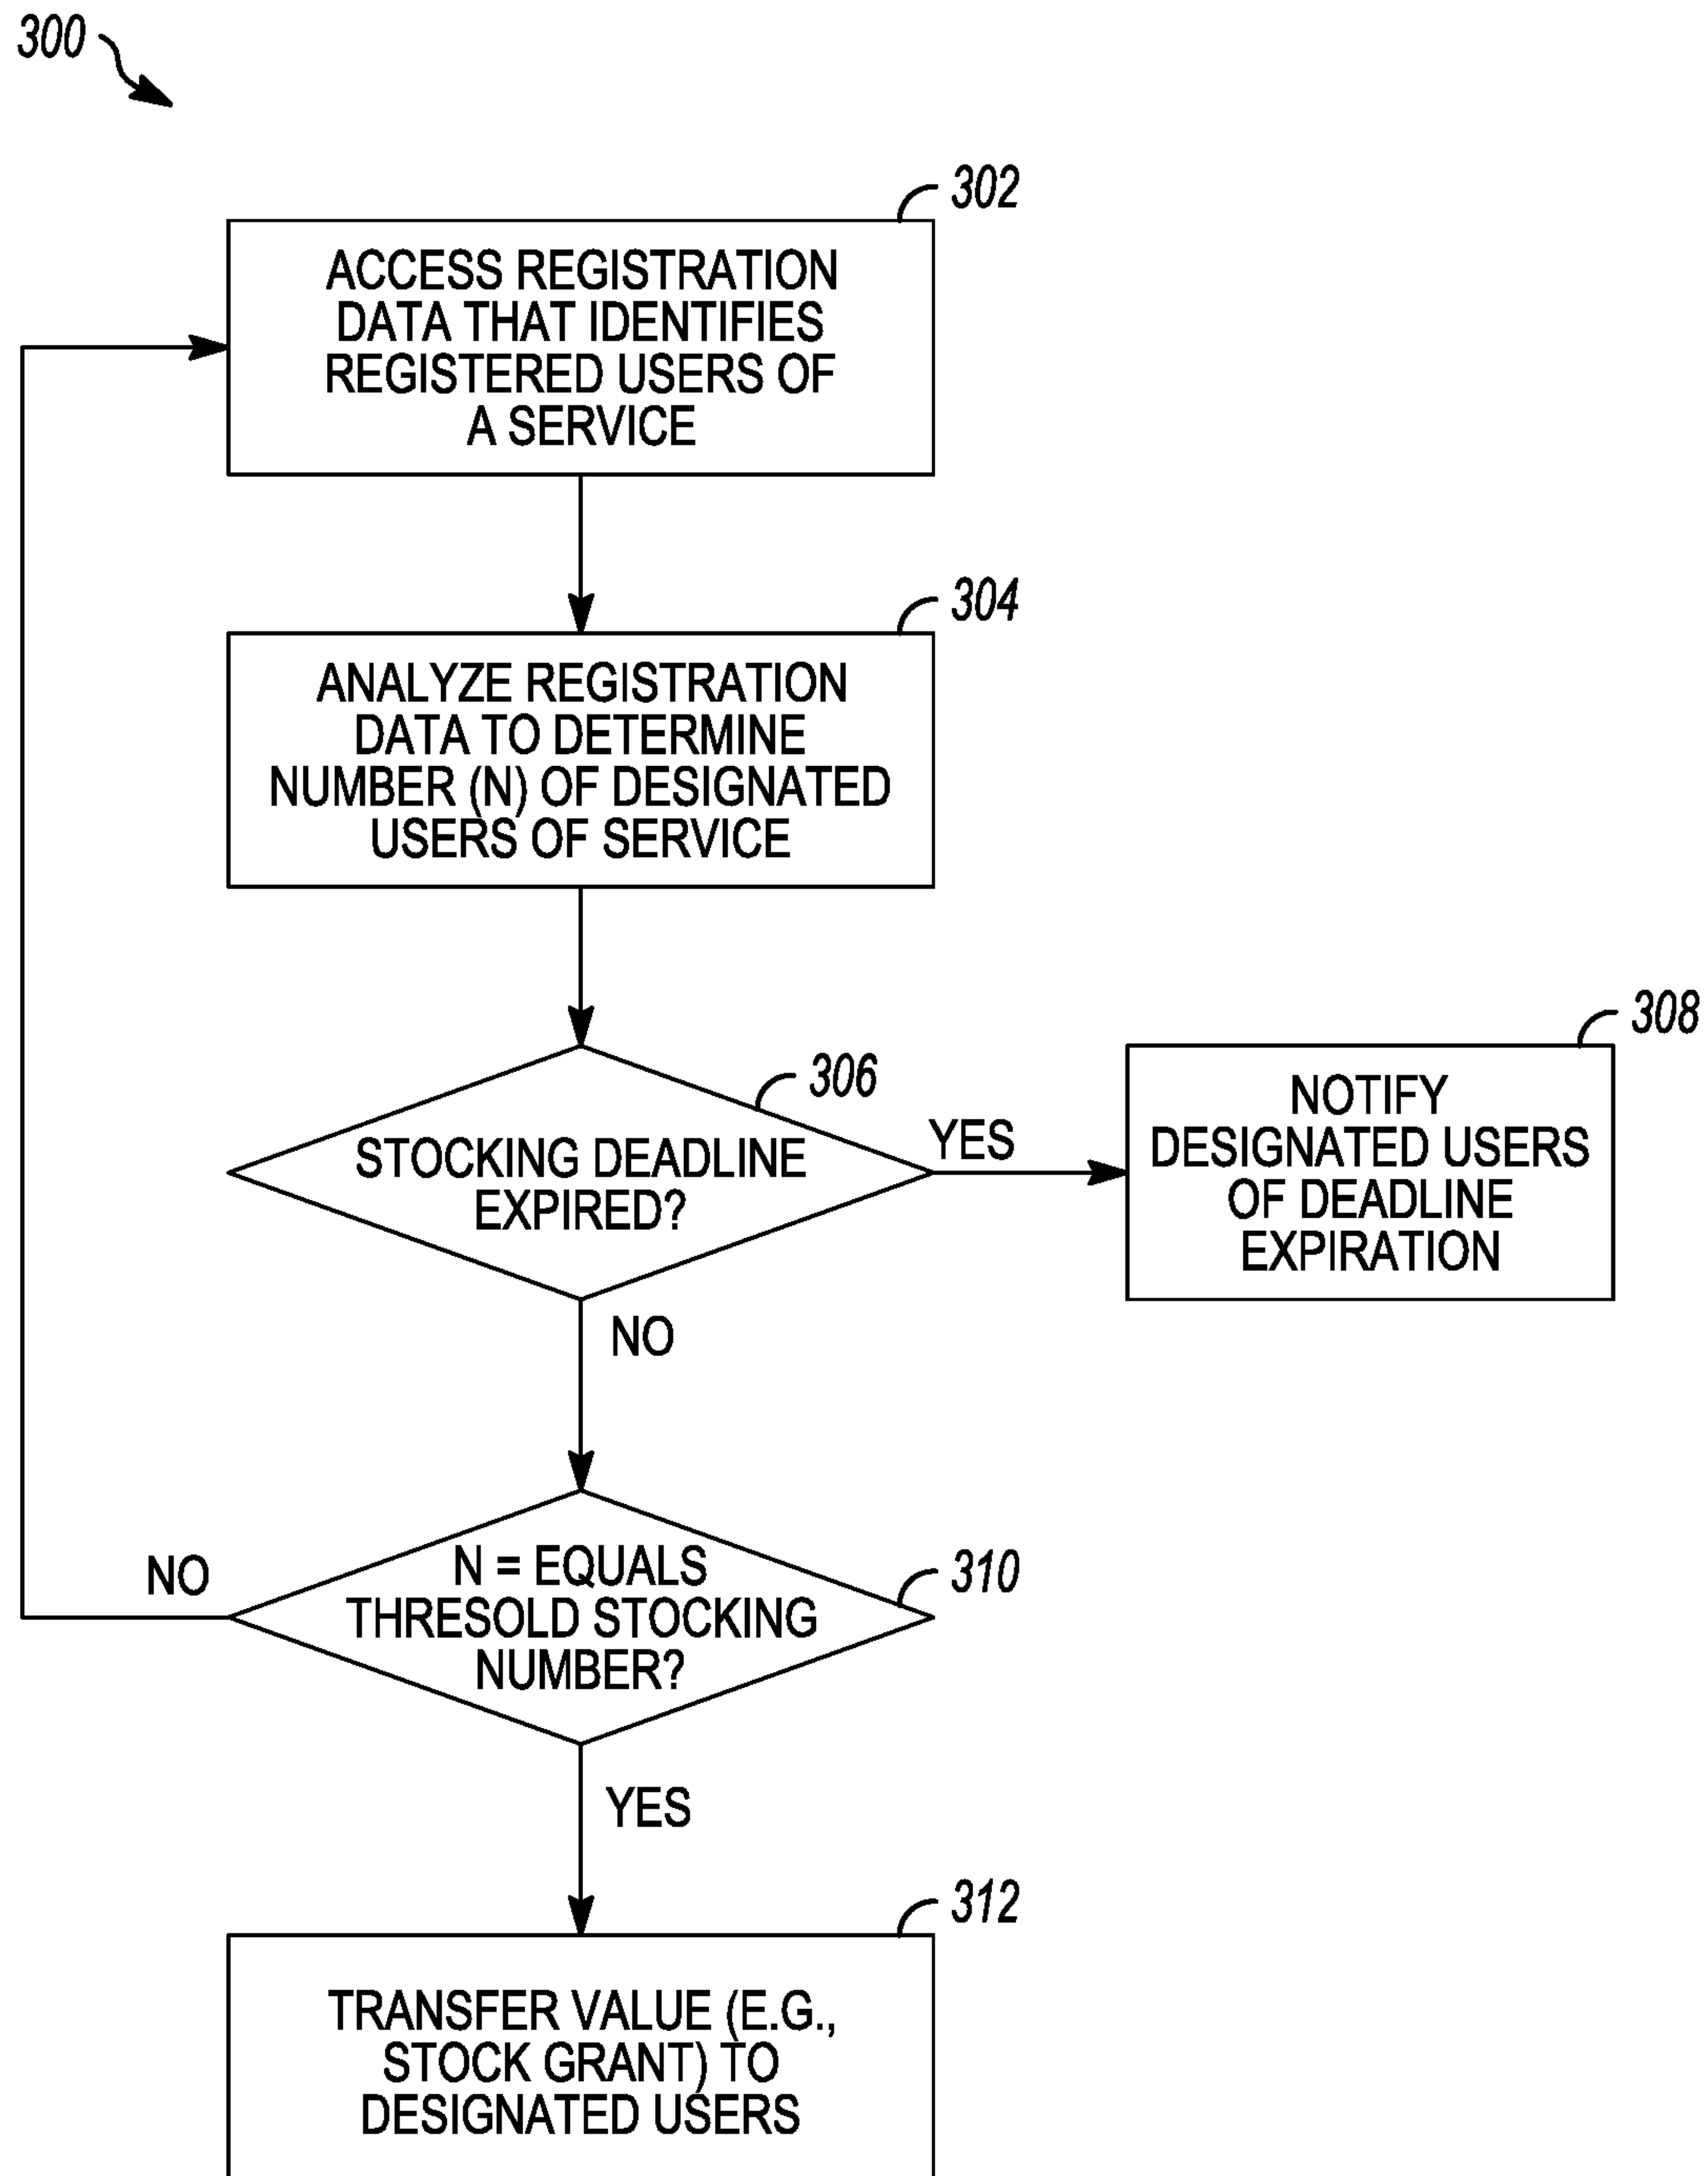 300
302
ACCESS REGISTRATION
DATA THAT IDENTIFIES
REGISTERED USERS OF
A SERVICE
304
ANALYZE REGISTRATION
DATA TO DETERMINE
NUMBER (N) OF DESIGNATED
USERS OF SERVICE
306
STOCKING DEADLINE
EXPIRED?
YES
308
NOTIFY
DESIGNATED USERS
OF DEADLINE
EXPIRATION
NO
310
N = EQUALS
THRESOLD STOCKING
NUMBER?
NO
YES
312
TRANSFER VALUE (E.G.,
STOCK GRANT) TO
DESIGNATED USERS